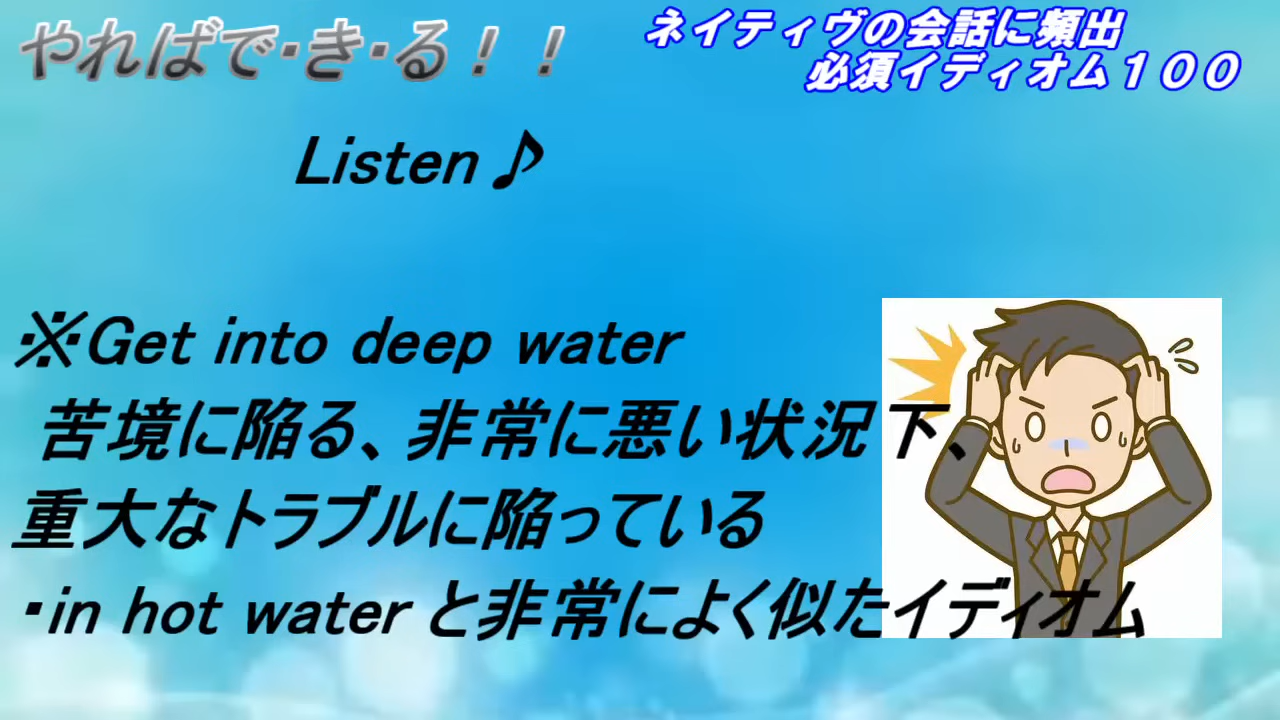 やればで・き・る！！
ネイティヴの会話に頻出
必須イディオム１００
Listen♪
※Get into deep water
苦境に陥る、非常に悪い状況下、
重大なトラブルに陥っている
・in hot water と非常によく似たイディオム